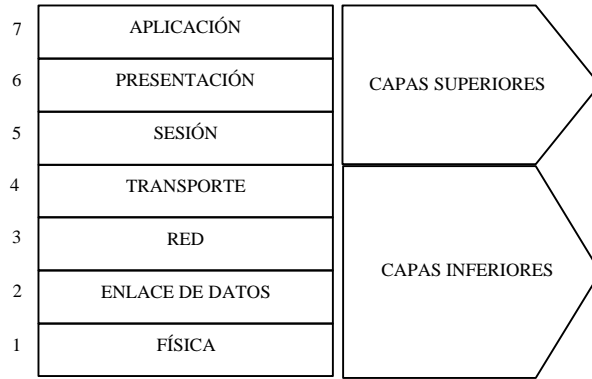 7 APLICACIÓN
6 PRESENTACIÓN
5 SESIÓN
CAPAS SUPERIORES
4 TRANSPORTE
3 RED
2 ENLACE DE DATOS
1 FÍSICA
CAPAS INFERIORES